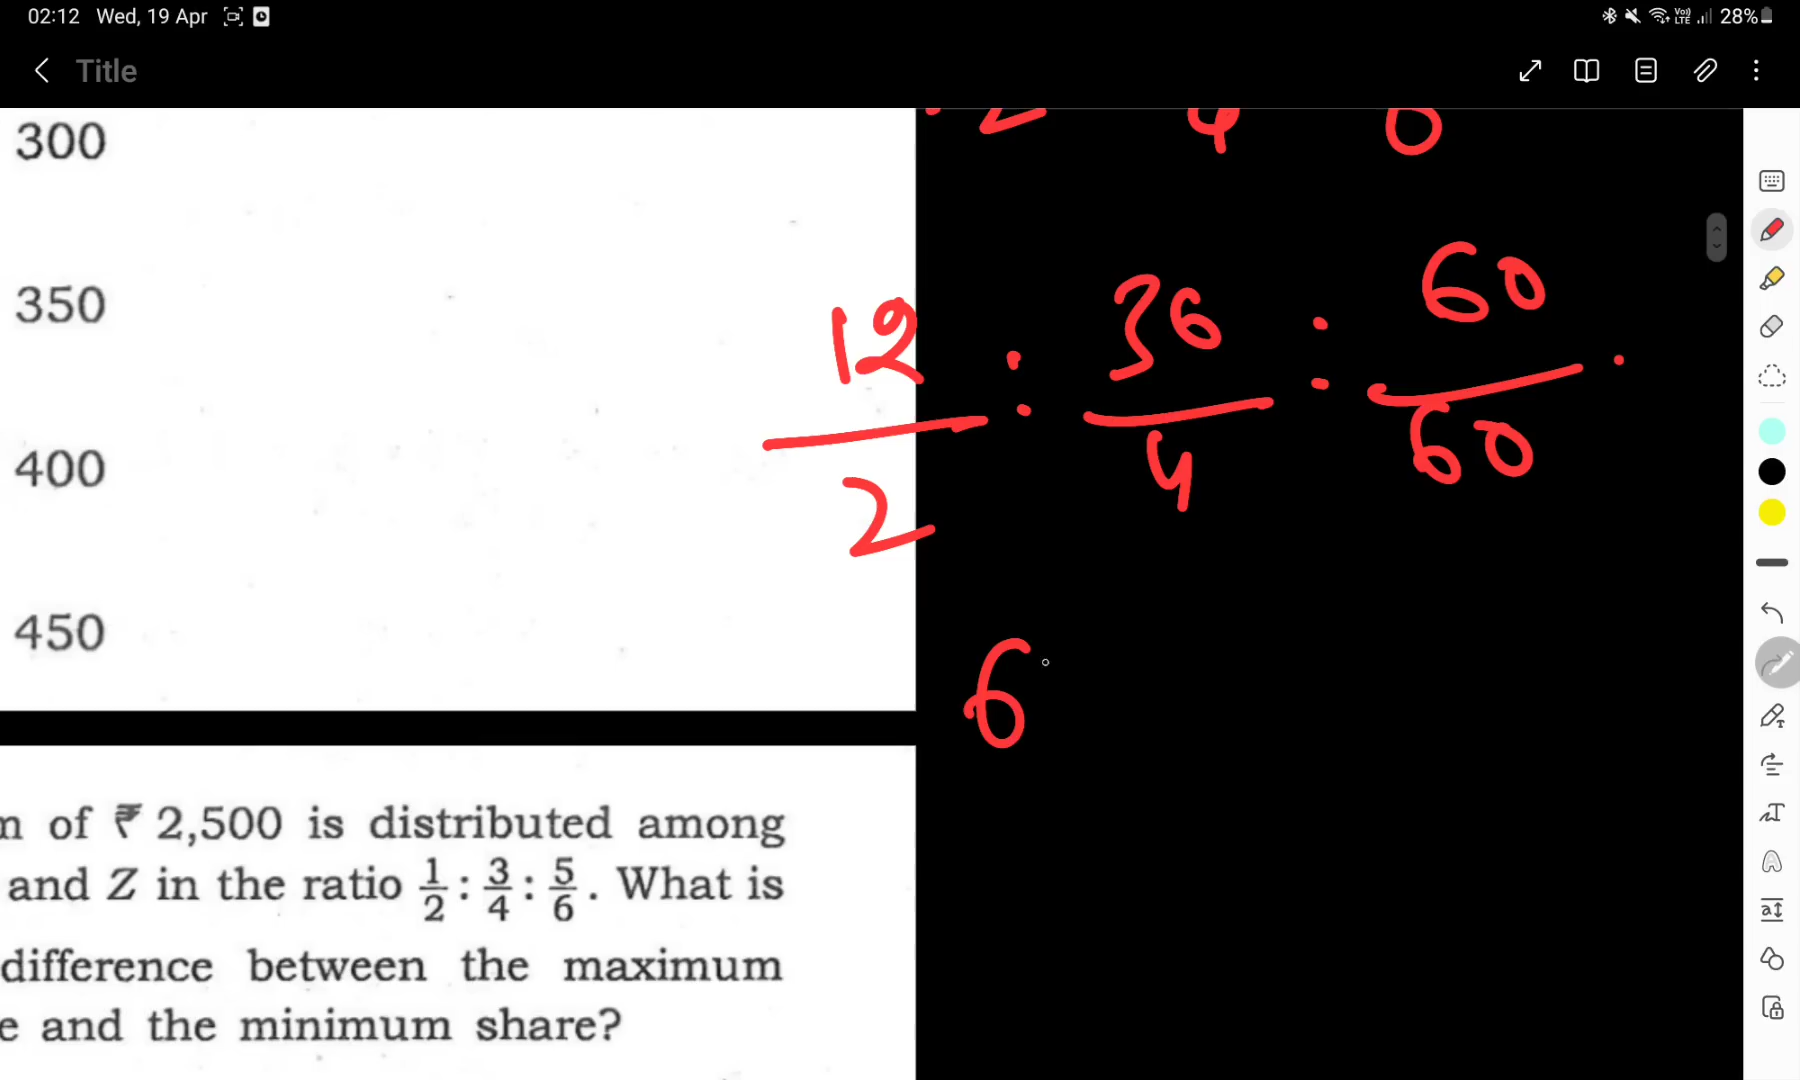 02:12 Wed, 19 Apr 28%
Title
300
350
400
450
12/2 : 36/4 : 60/60 .
6
of ₹ 2,500 is distributed among
and Z in the ratio 1/2 : 3/4 : 5/6 . What is
difference between the maximum
and the minimum share?